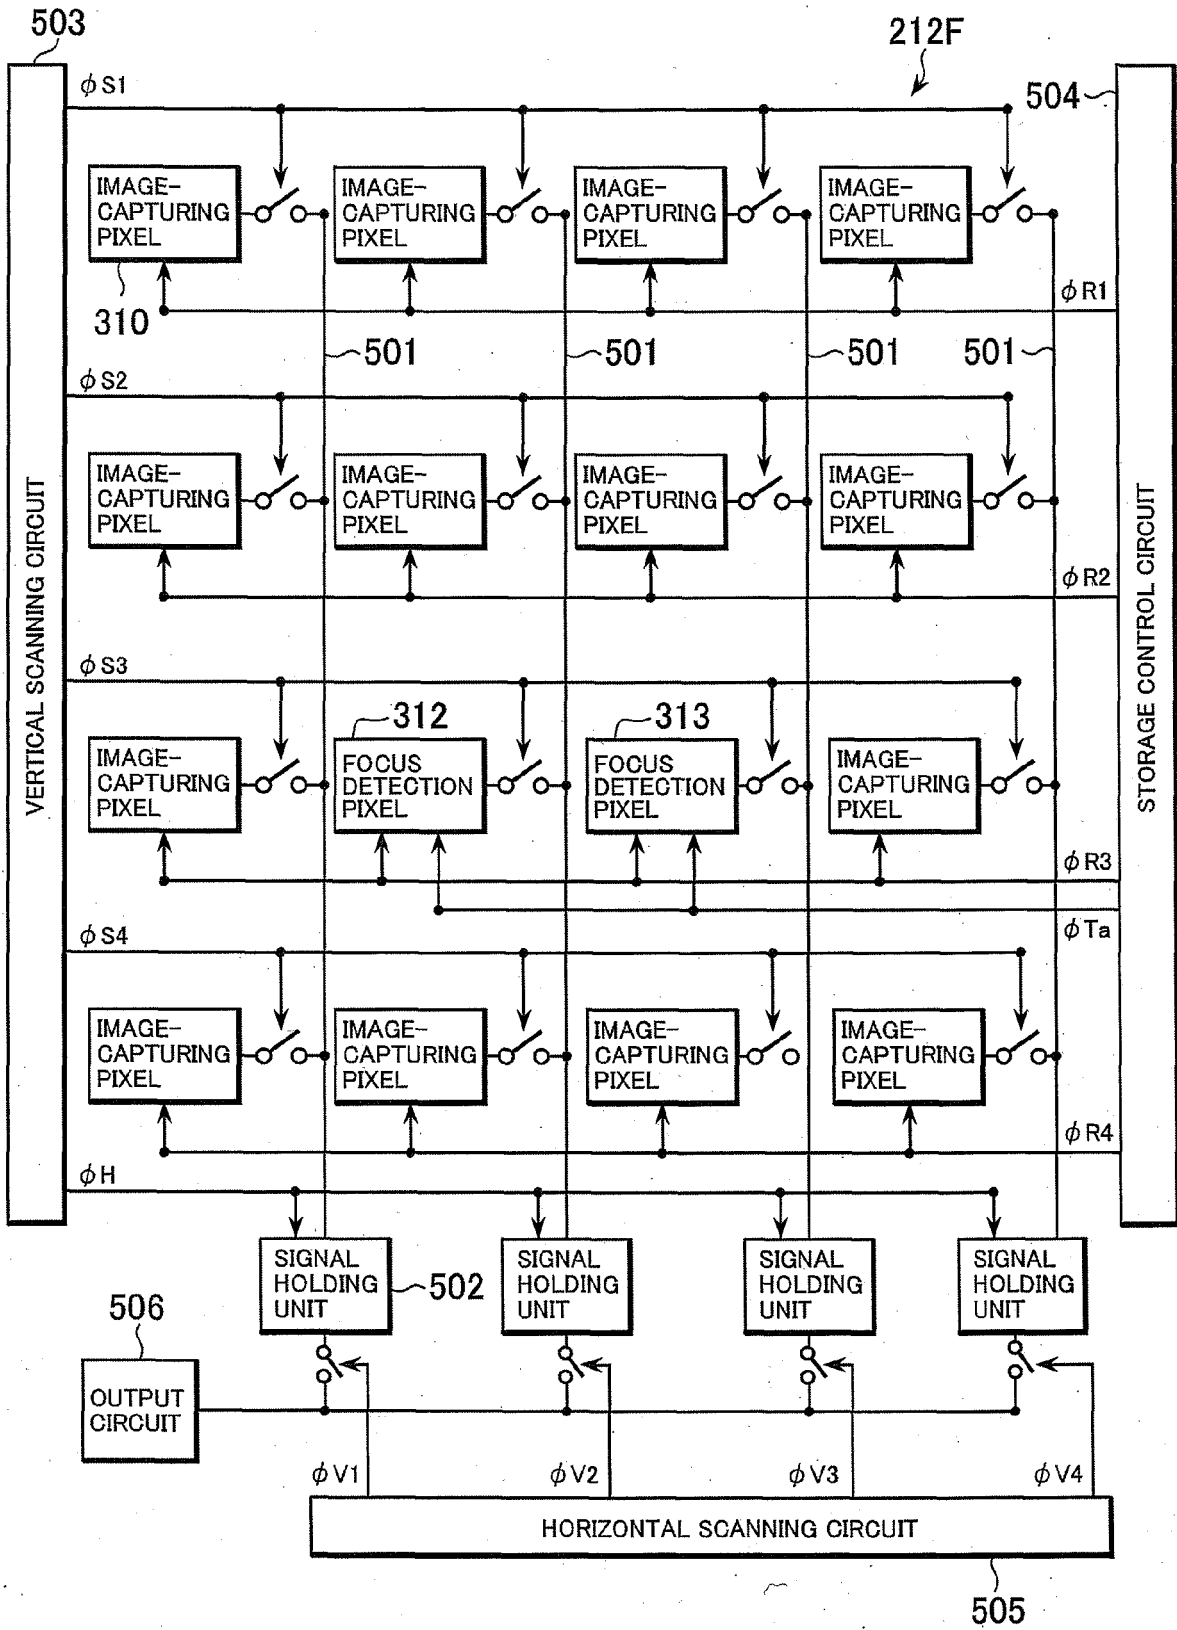 503
212F
φS1
504
IMAGE- IMAGE- IMAGE- IMAGE-
CAPTURING CAPTURING CAPTURING CAPTURING
PIXEL PIXEL PIXEL PIXEL
310
φR1
501 501 501 501
φS2
IMAGE- IMAGE- IMAGE- IMAGE-
CAPTURING CAPTURING CAPTURING CAPTURING
PIXEL PIXEL PIXEL PIXEL
φR2
VERTICAL SCANNING CIRCUIT
STORAGE CONTROL CIRCUIT
φS3
312 313
IMAGE- FOCUS FOCUS IMAGE-
CAPTURING DETECTION DETECTION CAPTURING
PIXEL PIXEL PIXEL PIXEL
φR3
φTa
φS4
IMAGE- IMAGE- IMAGE- IMAGE-
CAPTURING CAPTURING CAPTURING CAPTURING
PIXEL PIXEL PIXEL PIXEL
φR4
φH
SIGNAL SIGNAL SIGNAL SIGNAL
HOLDING HOLDING HOLDING HOLDING
UNIT UNIT UNIT UNIT
502
506
OUTPUT
CIRCUIT
φV1 φV2 φV3 φV4
HORIZONTAL SCANNING CIRCUIT
505